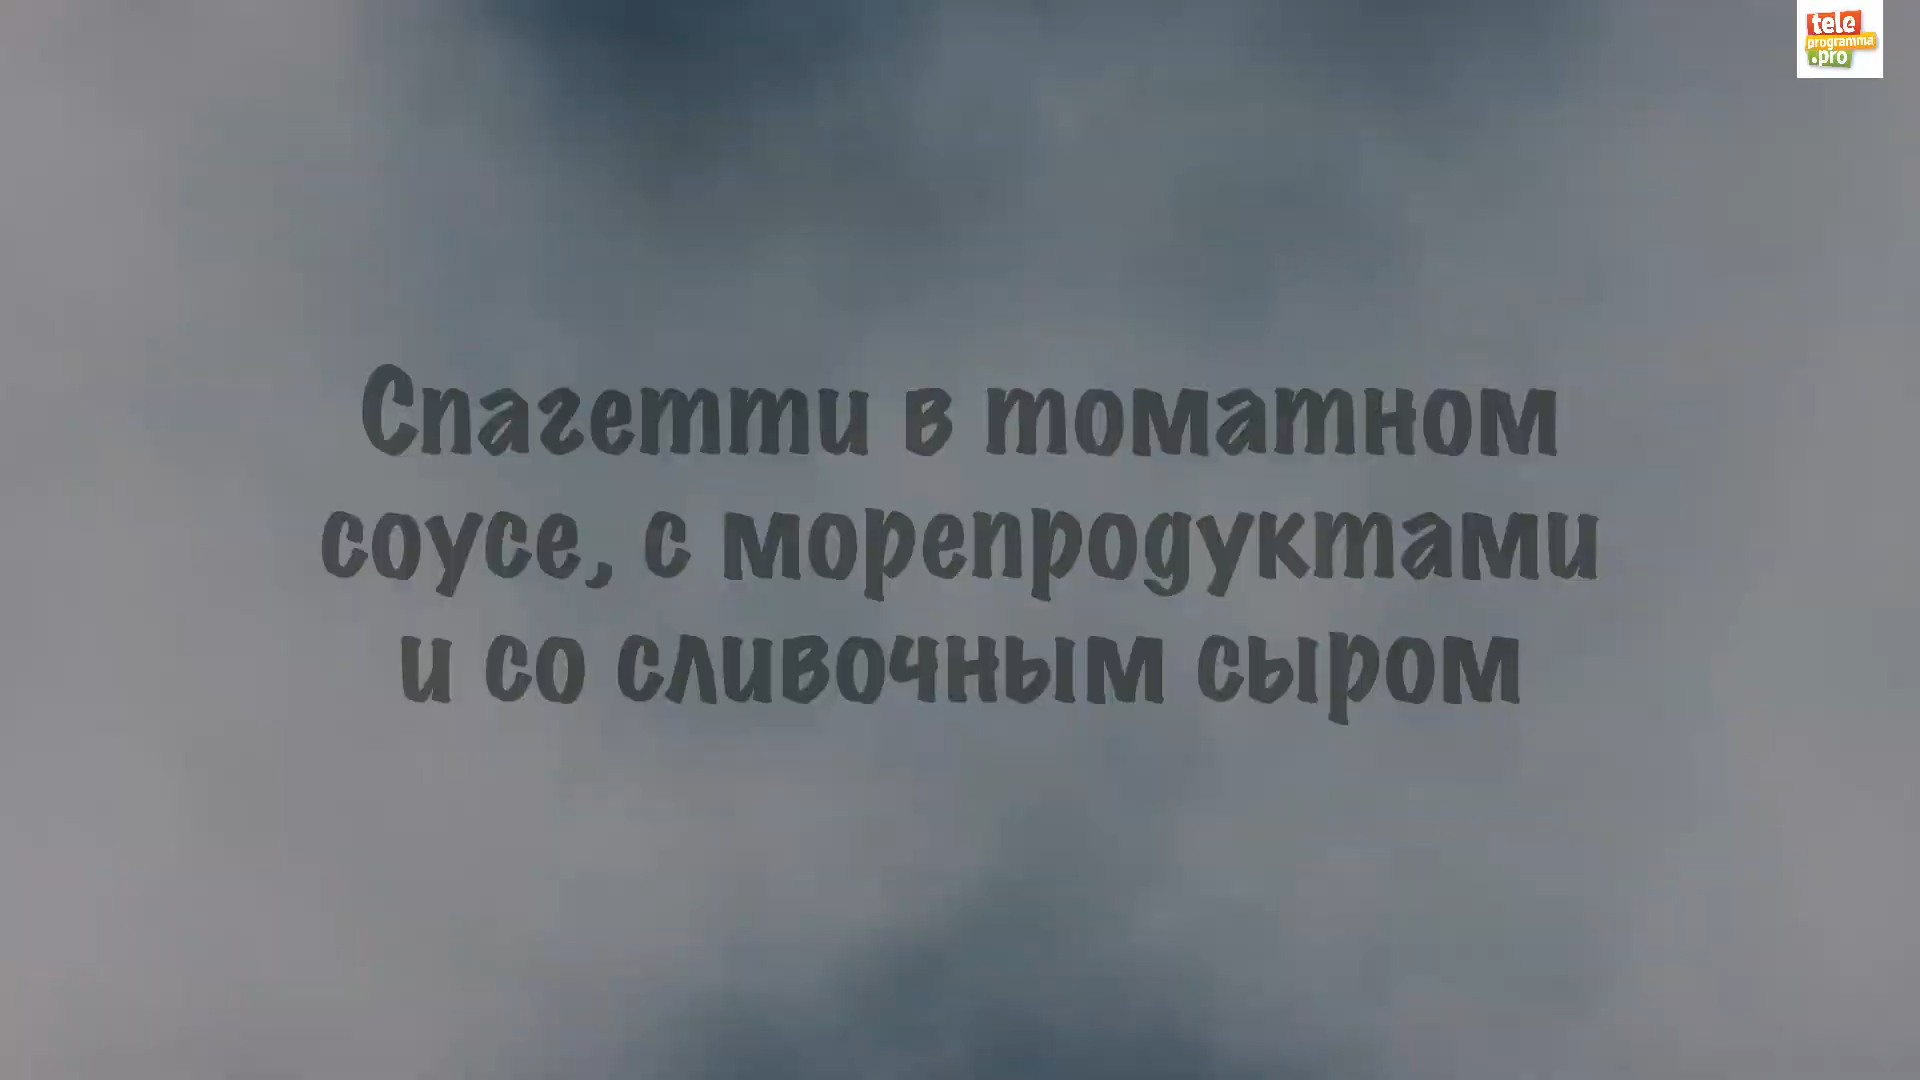 tele
programma
.pro
Спагетти в томатном
соусе, с морепродуктами
и со сливочным сыром